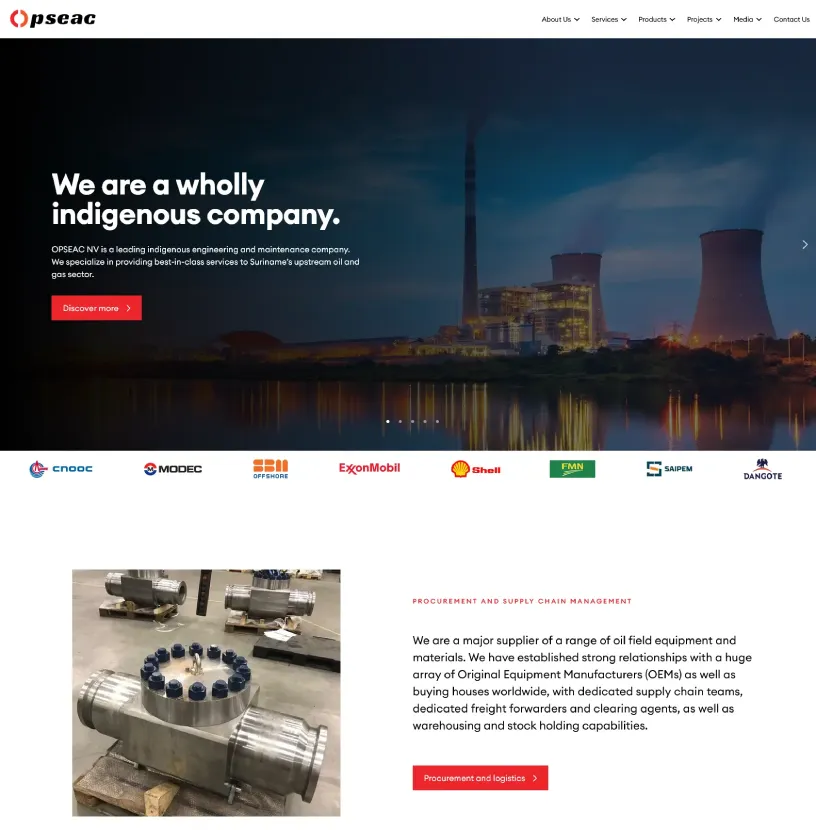 Opseac
About Us Services Products Projects Media Contact Us
We are a wholly
indigenous company.
OPSEAC NV is a leading indigenous engineering and maintenance company.
We specialize in providing best-in-class services to Suriname's upstream oil and
gas sector.
Discover more
CNOOC MODEC SBM OFFSHORE ExxonMobil Shell FMN SAIPEM DANGOTE
PROCUREMENT AND SUPPLY CHAIN MANAGEMENT
We are a major supplier of a range of oil field equipment and
materials. We have established strong relationships with a huge
array of Original Equipment Manufacturers (OEMs) as well as
buying houses worldwide, with dedicated supply chain teams,
dedicated freight forwarders and clearing agents, as well as
warehousing and stock holding capabilities.
Procurement and logistics